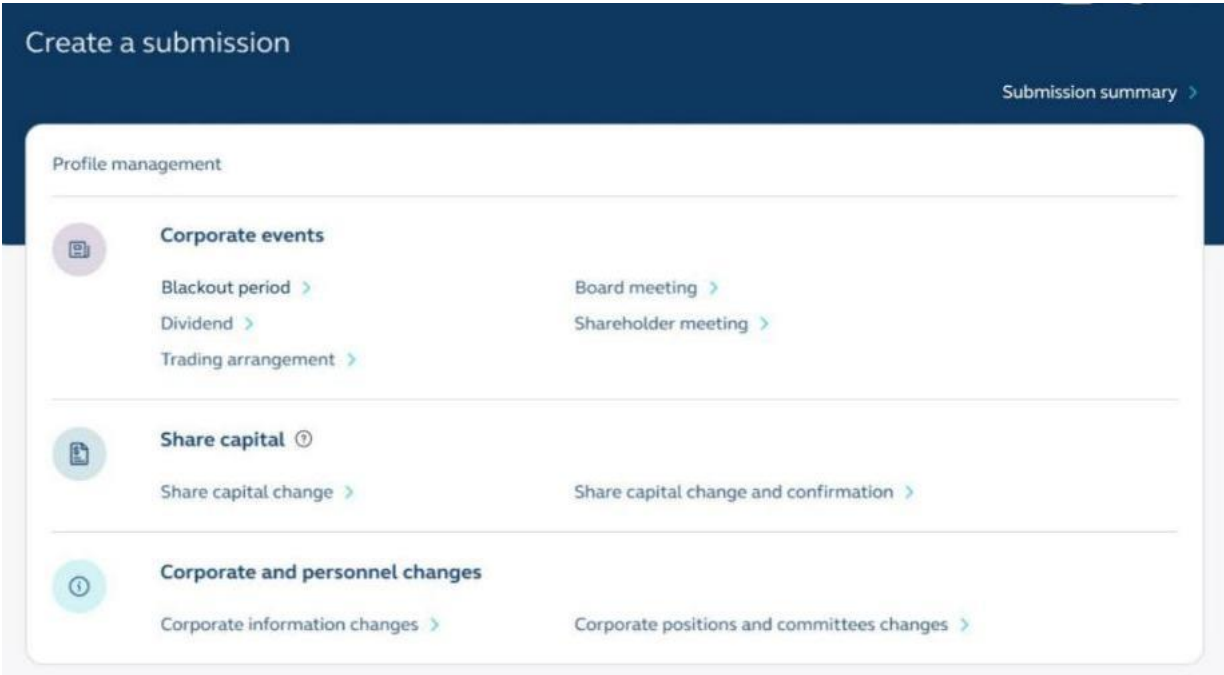 Create a submission
Submission summary
Profile management
Corporate events
Blackout period
Board meeting
Dividend
Shareholder meeting
Trading arrangement
Share capital
Share capital change
Share capital change and confirmation
Corporate and personnel changes
Corporate information changes
Corporate positions and committees changes